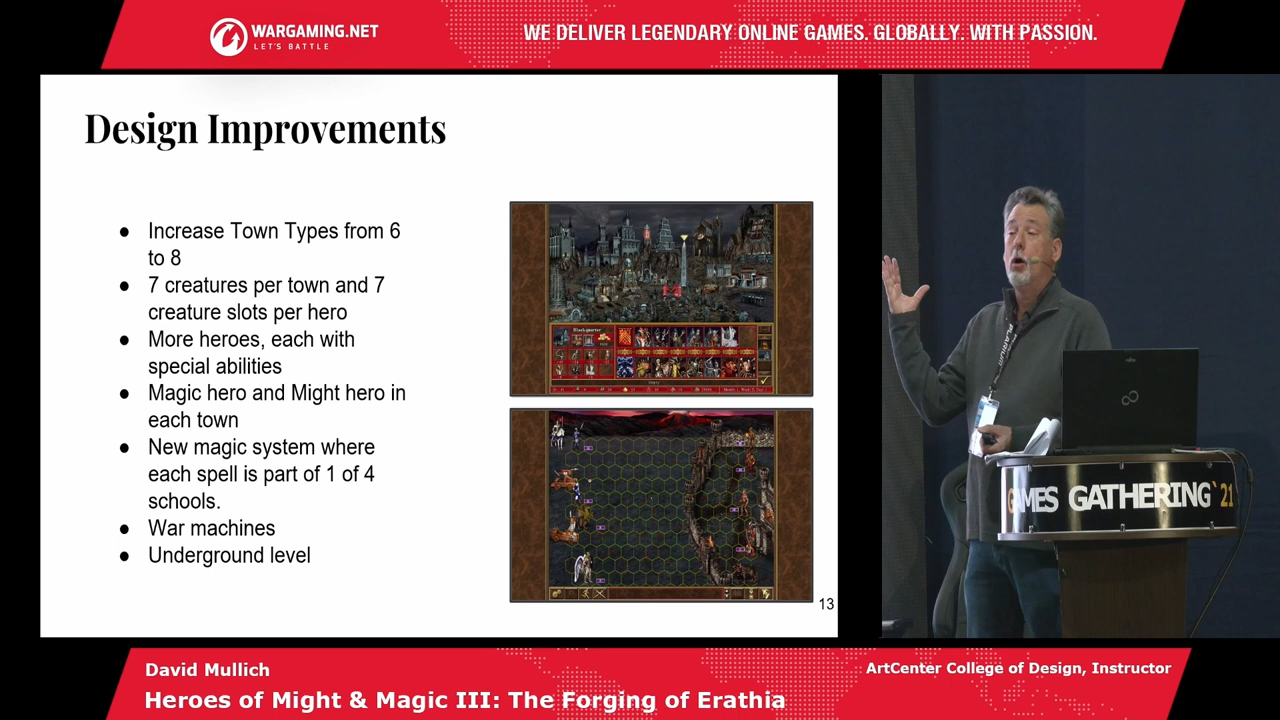 WARGAMING.NET
LET'S BATTLE
WE DELIVER LEGENDARY ONLINE GAMES. GLOBALLY. WITH PASSION.
Design Improvements
● Increase Town Types from 6
to 8
● 7 creatures per town and 7
creature slots per hero
● More heroes, each with
special abilities
● Magic hero and Might hero in
each town
● New magic system where
each spell is part of 1 of 4
schools.
● War machines
● Underground level
13
PLARIUM
GAMES GATHERING`21
David Mullich
ArtCenter College of Design, Instructor
Heroes of Might & Magic III: The Forging of Erathia